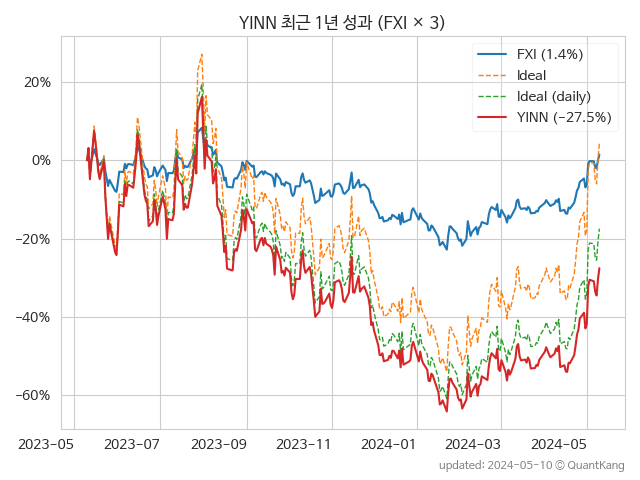 YINN 최근 1년 성과 (FXI × 3)
FXI (1.4%)
Ideal
Ideal (daily)
YINN (−27.5%)
20%
0%
−20%
−40%
−60%
2023-05
2023-07
2023-09
2023-11
2024-01
2024-03
2024-05
updated: 2024-05-10 ⓒ QuantKang